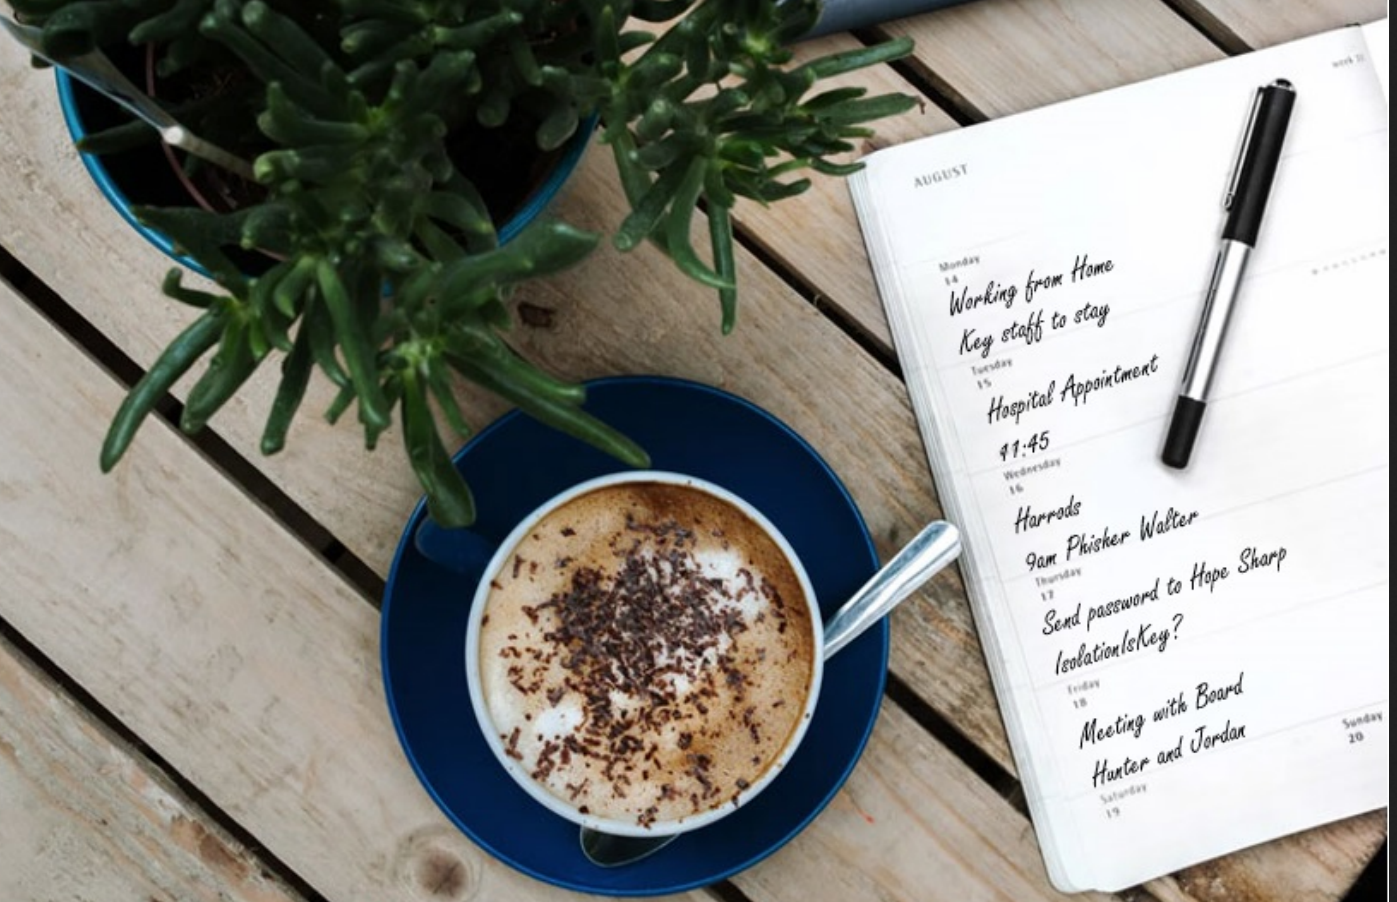 week 33
AUGUST
Monday
14
Working from Home
Key staff to stay
Tuesday
15
Hospital Appointment
11:45
Wednesday
16
Harrods
9am Phisher Walter
Thursday
17
Send password to Hope Sharp
IsolationIsKey?
Friday
18
Meeting with Board
Hunter and Jordan
Saturday
19
Sunday
20